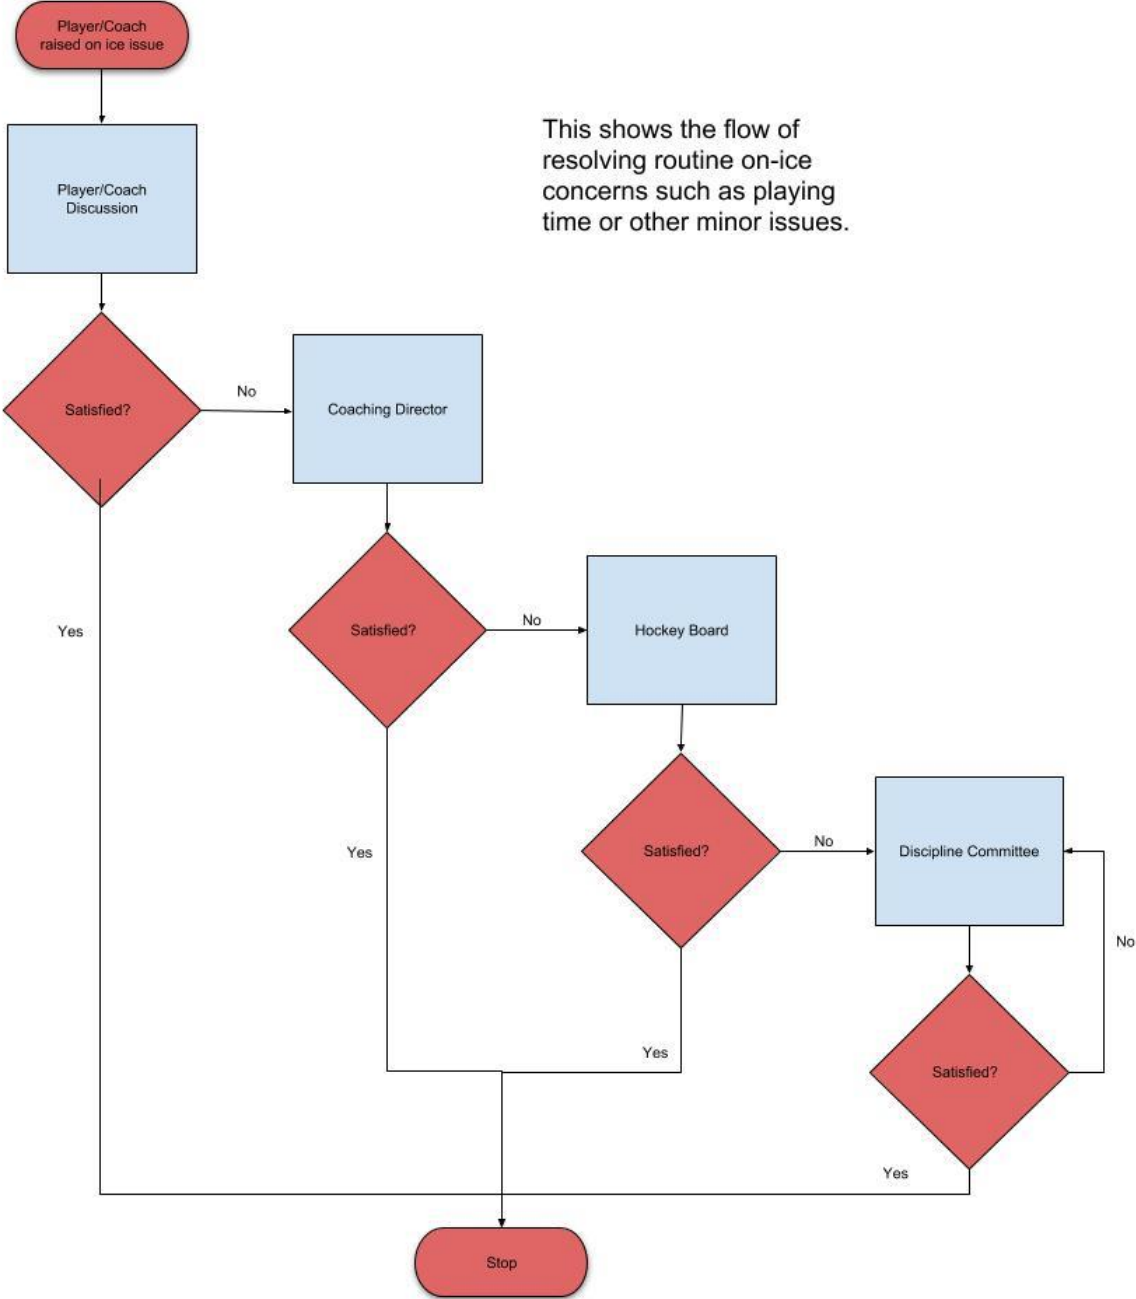 Player/Coach
raised on ice issue
This shows the flow of
resolving routine on-ice
concerns such as playing
time or other minor issues.
Player/Coach
Discussion
Satisfied?
No
Coaching Director
Yes
Satisfied?
No
Hockey Board
Yes
Satisfied?
No
Discipline Committee
No
Yes
Satisfied?
Yes
Stop